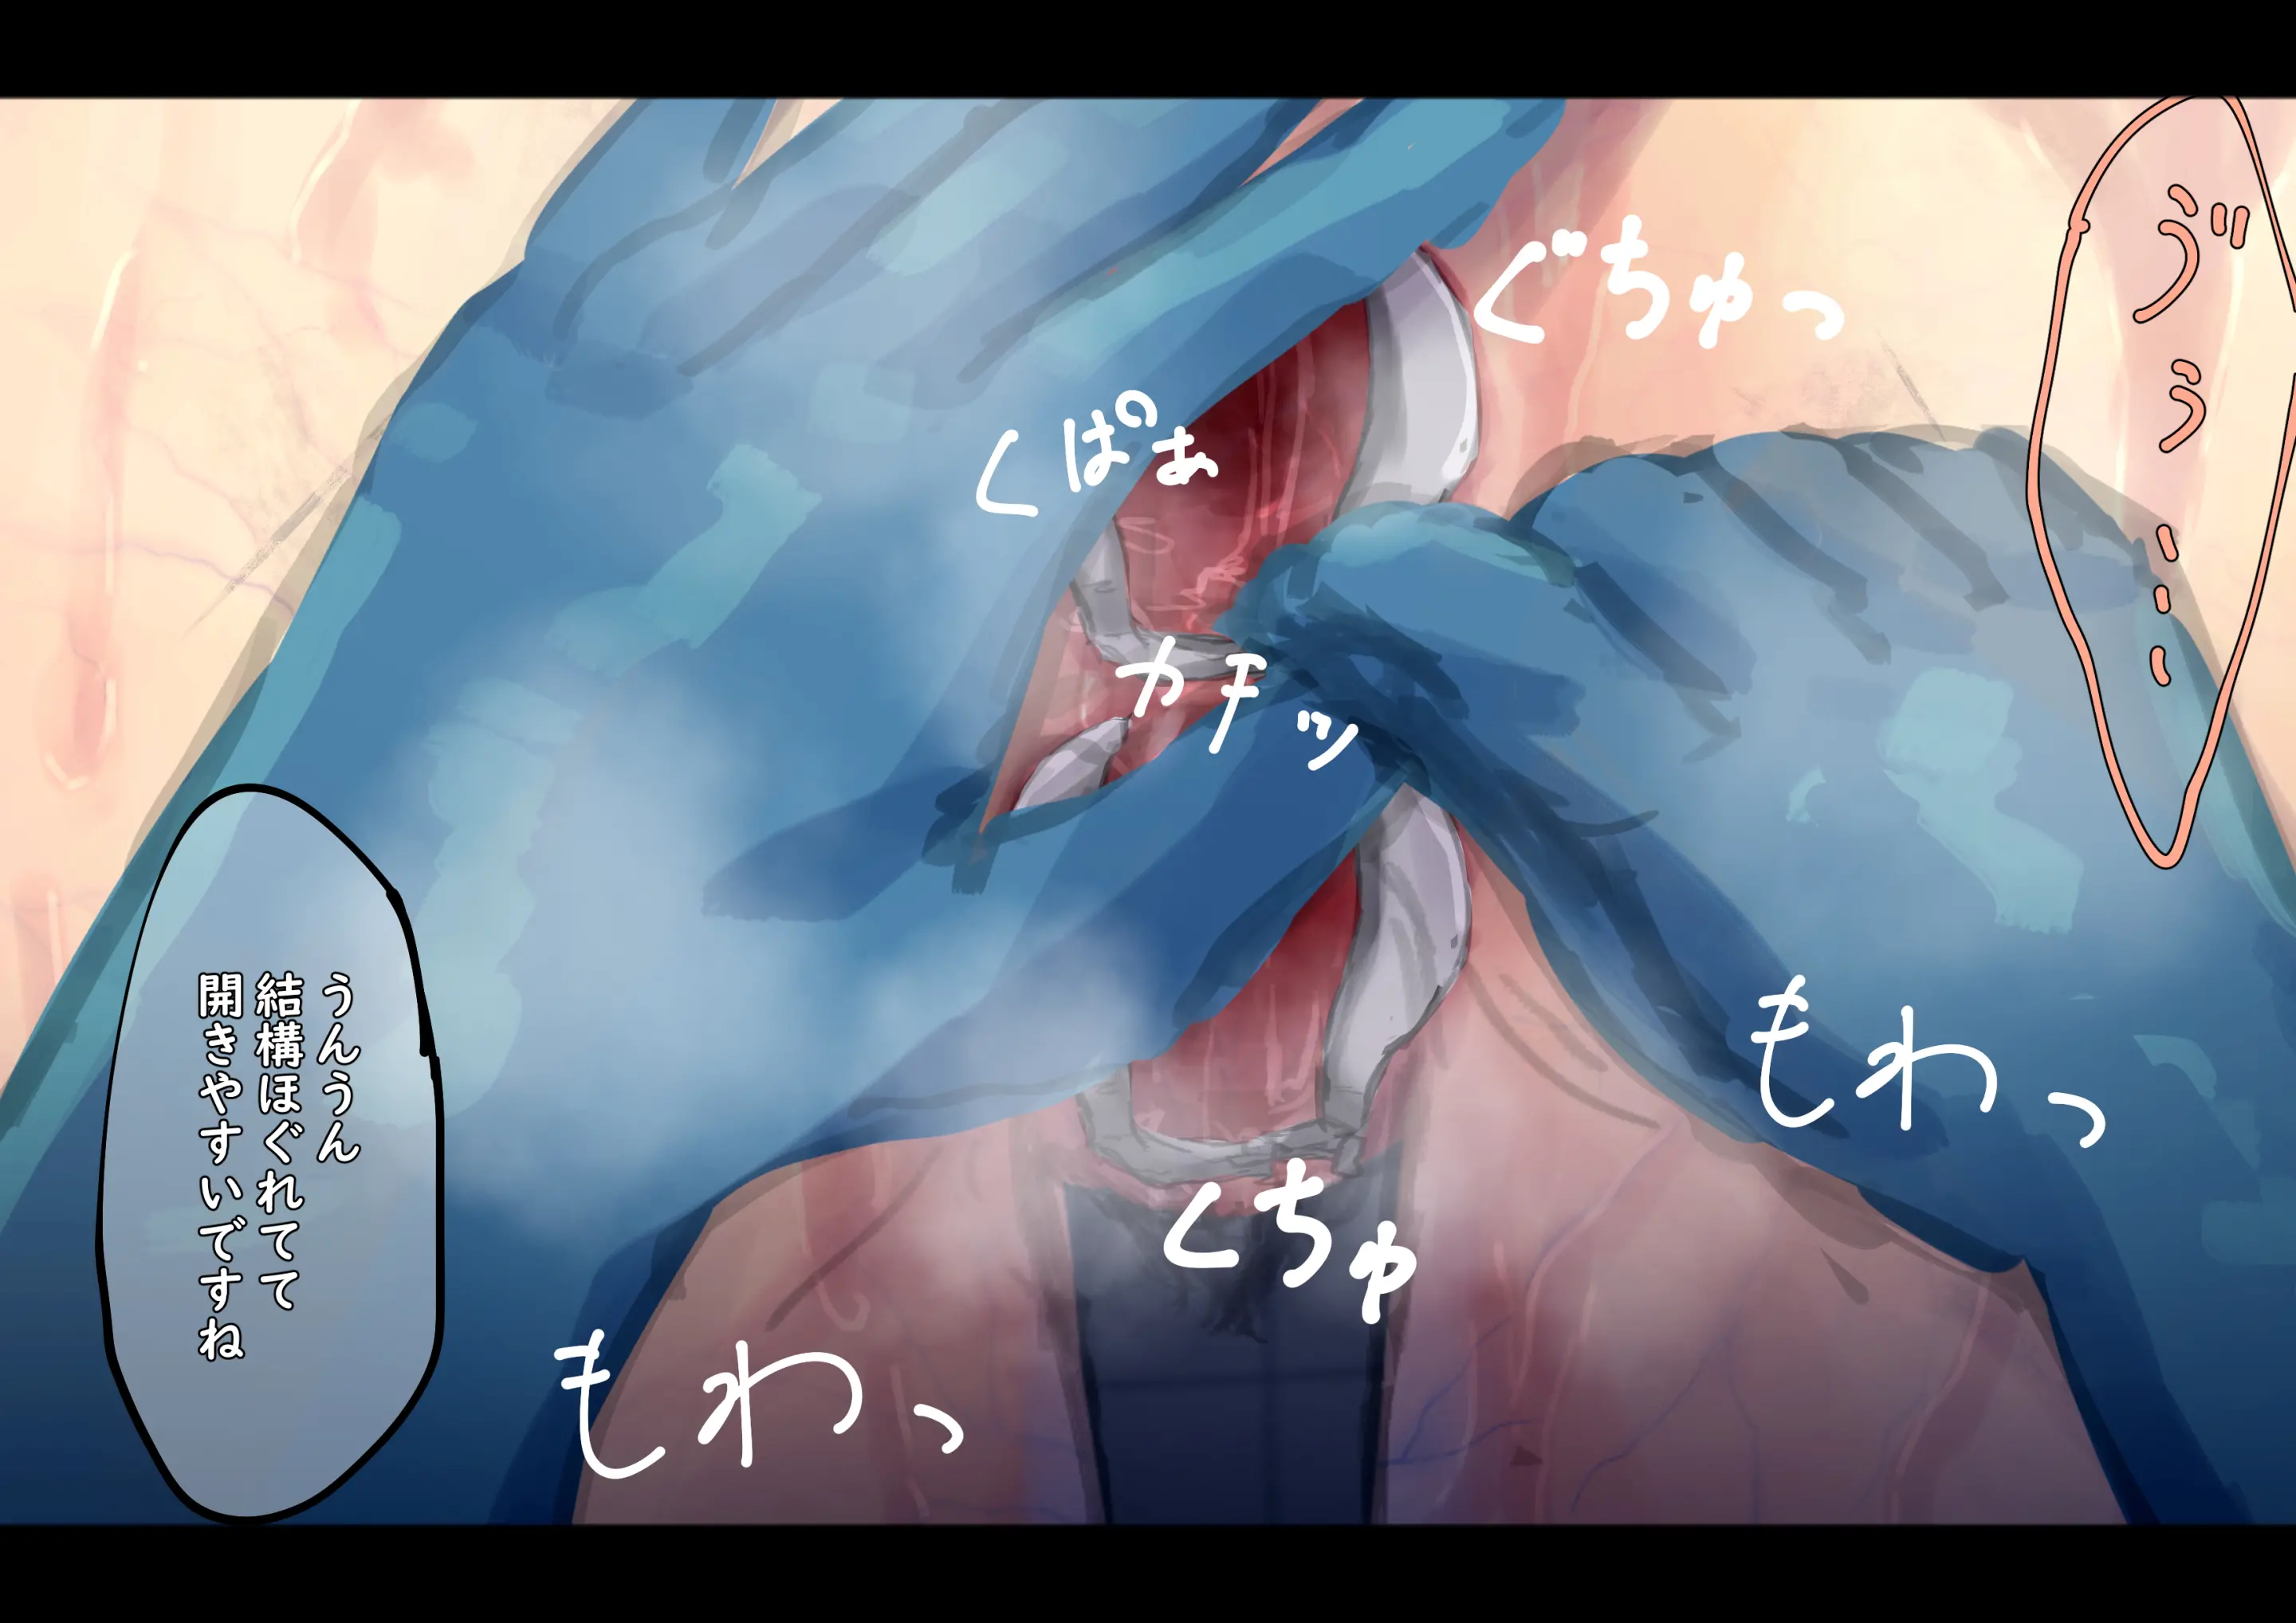 ヴぅ...
ぐちゅっ
くぱぁ
カチッ
もわっ
くちゅ
もわっ
うんうん
結構ほぐれてて
開きやすいですね